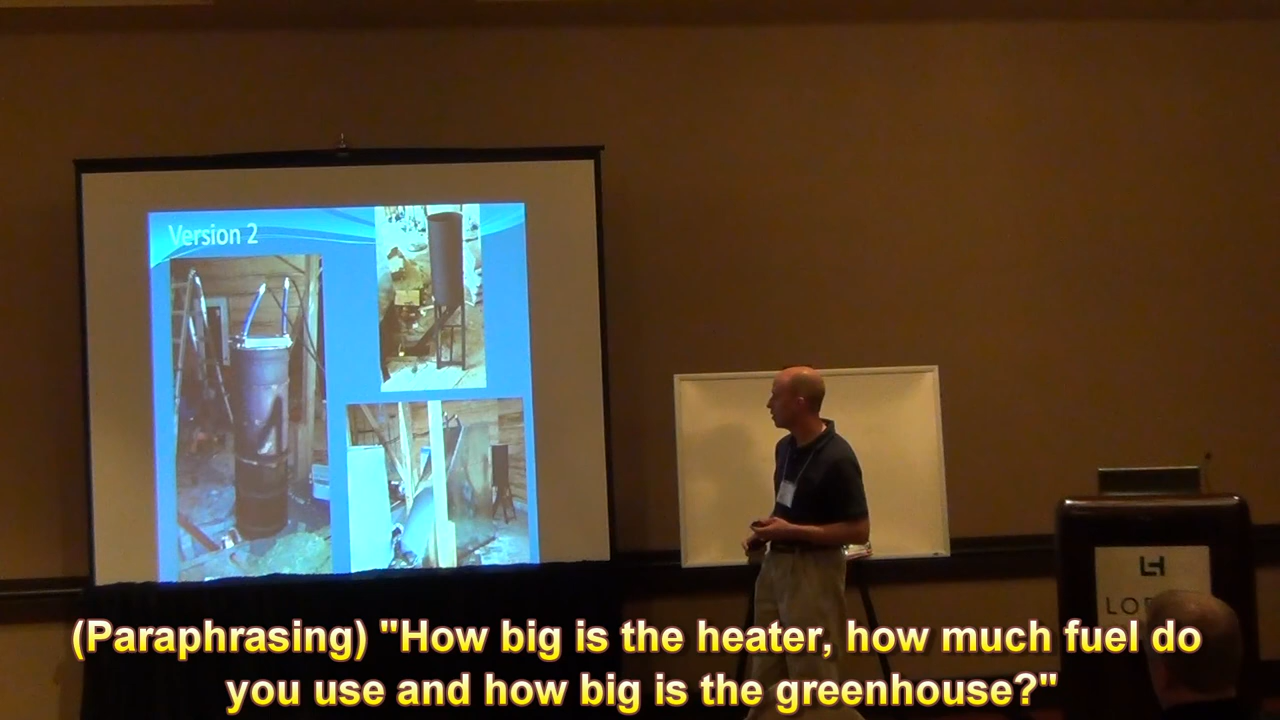 Version 2
(Paraphrasing) "How big is the heater, how much fuel do
you use and how big is the greenhouse?"